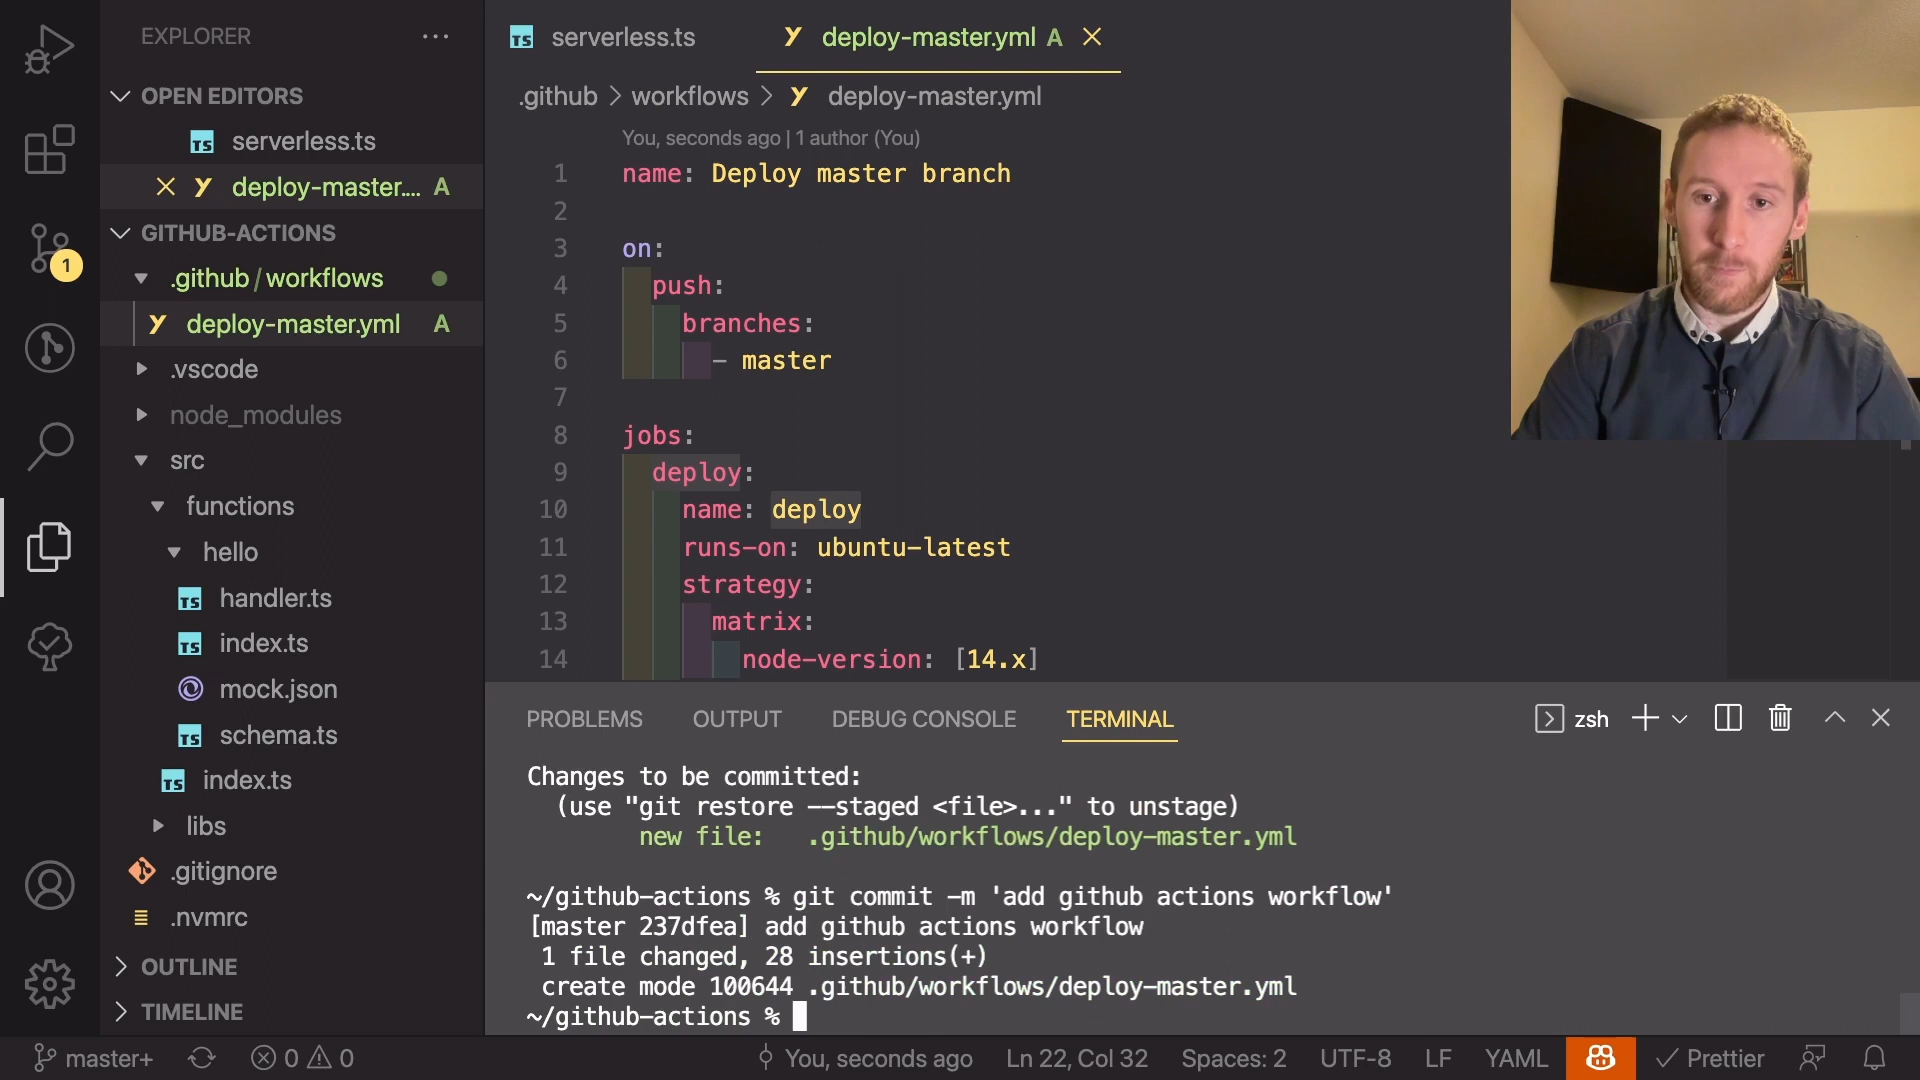 EXPLORER
OPEN EDITORS
TS serverless.ts
deploy-master.... A
GITHUB-ACTIONS
.github/workflows
deploy-master.yml A
.vscode
node_modules
src
functions
hello
TS handler.ts
TS index.ts
mock.json
TS schema.ts
TS index.ts
libs
.gitignore
.nvmrc
OUTLINE
TIMELINE
1
TS serverless.ts
deploy-master.yml A
.github > workflows > deploy-master.yml
You, seconds ago | 1 author (You)
1 name: Deploy master branch
2
3 on:
4 push:
5 branches:
6 - master
7
8 jobs:
9 deploy:
10 name: deploy
11 runs-on: ubuntu-latest
12 strategy:
13 matrix:
14 node-version: [14.x]
PROBLEMS OUTPUT DEBUG CONSOLE TERMINAL zsh
Changes to be committed:
(use "git restore --staged <file>..." to unstage)
new file: .github/workflows/deploy-master.yml
~/github-actions % git commit -m 'add github actions workflow'
[master 237dfea] add github actions workflow
1 file changed, 28 insertions(+)
create mode 100644 .github/workflows/deploy-master.yml
~/github-actions %
master+ 0 0 You, seconds ago Ln 22, Col 32 Spaces: 2 UTF-8 LF YAML Prettier